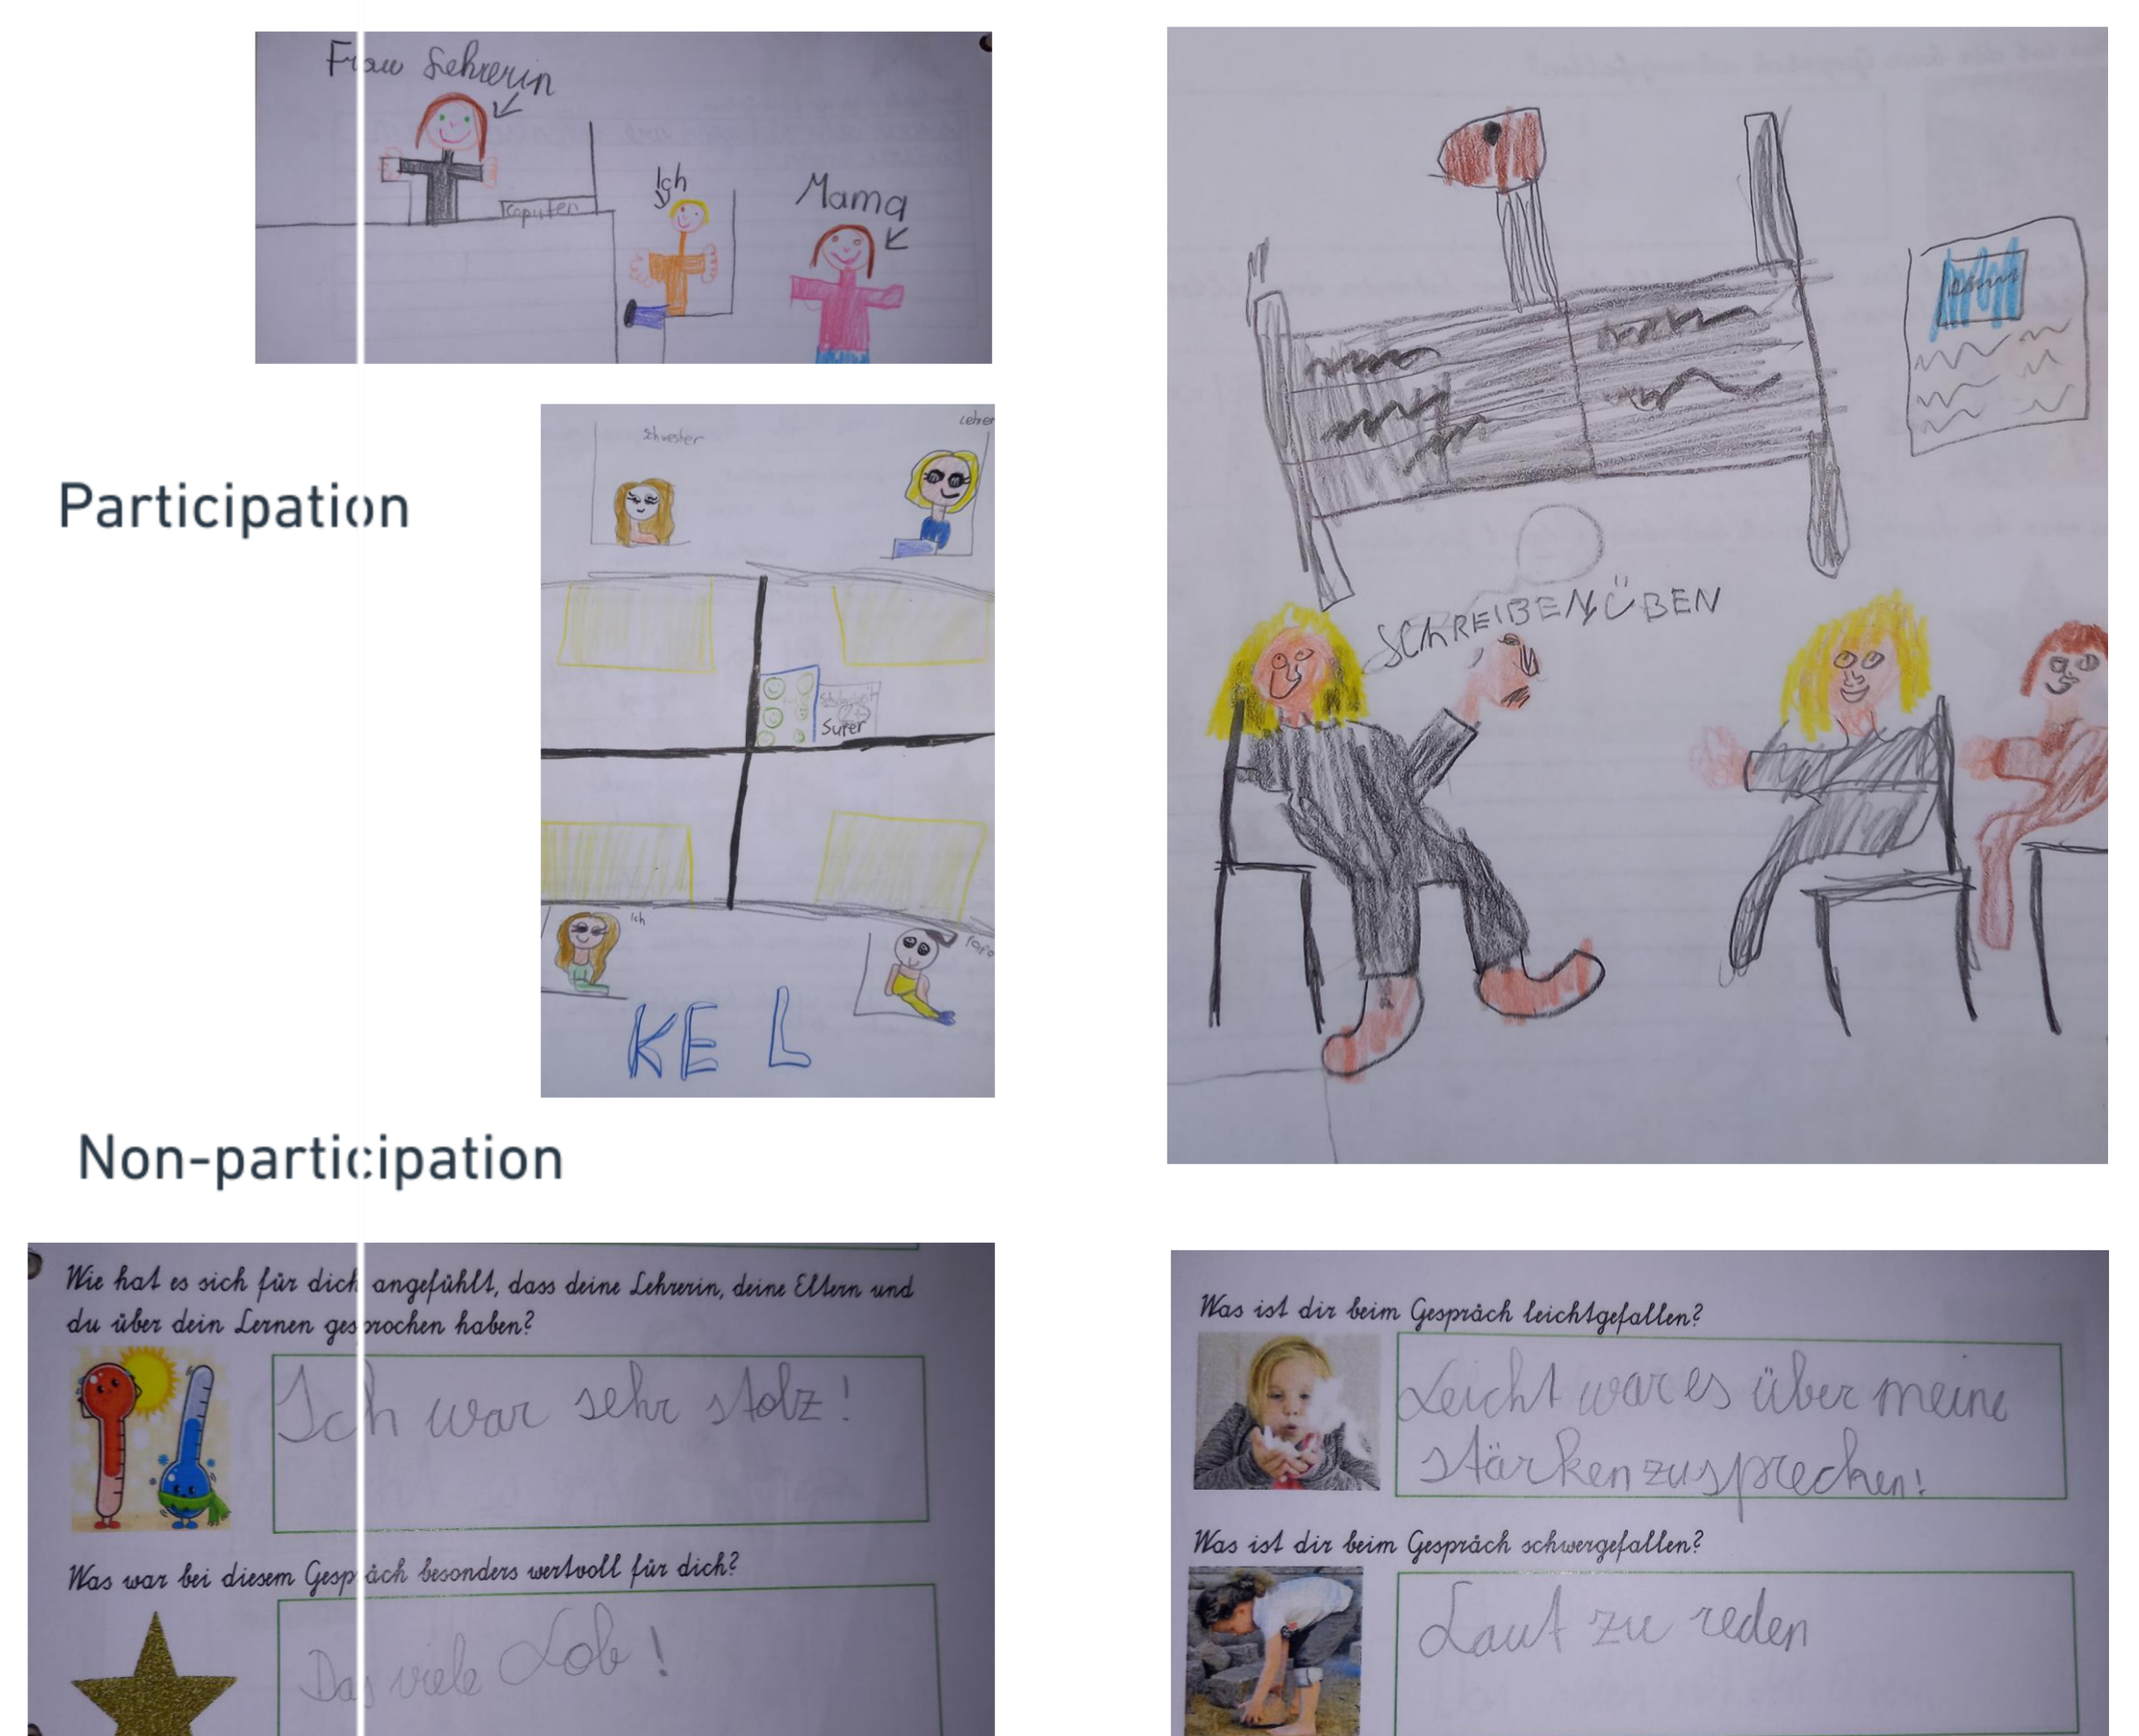 Frau Lehrerin
Ich
Mama
Coputer
Participation
Schwester
Lehrer
Super
Ich
Papa
KEL
SCHREIBEN ÜBEN
Non-participation
Wie hat es sich für dich angefühlt, dass deine Lehrerin, deine Eltern und
du über dein Lernen gesprochen haben?
Ich war sehr stolz!
Was war bei diesem Gespräch besonders wertvoll für dich?
Das viele Lob!
Was ist dir beim Gespräch leichtgefallen?
Leicht war es über meine
stärken zu sprechen!
Was ist dir beim Gespräch schwergefallen?
Laut zu reden